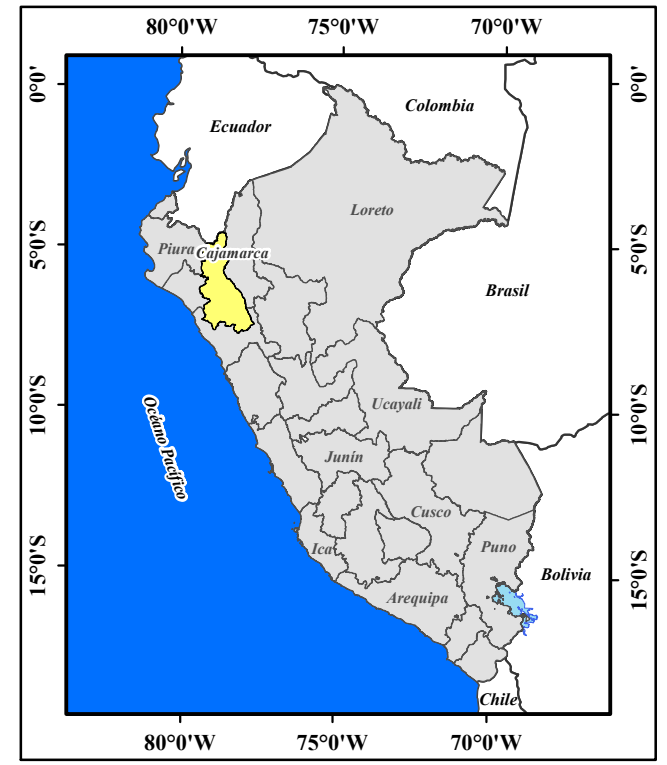 80°0'W 75°0'W 70°0'W
0°0'
0°0'
Colombia
Ecuador
Loreto
5°0'S
Piura
Cajamarca
5°0'S
Brasil
10°0'S
Océano Pacífico
Ucayali
10°0'S
Junín
Cusco
Ica
Puno
15°0'S
Bolivia
15°0'S
Arequipa
Chile
80°0'W 75°0'W 70°0'W